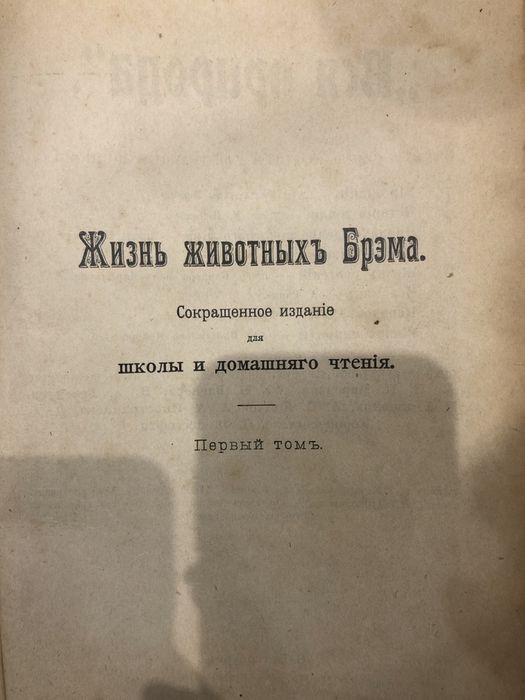 Жизнь животныхъ Брэма.
Сокращенное изданіе
для
школы и домашняго чтенія.
Первый томъ.